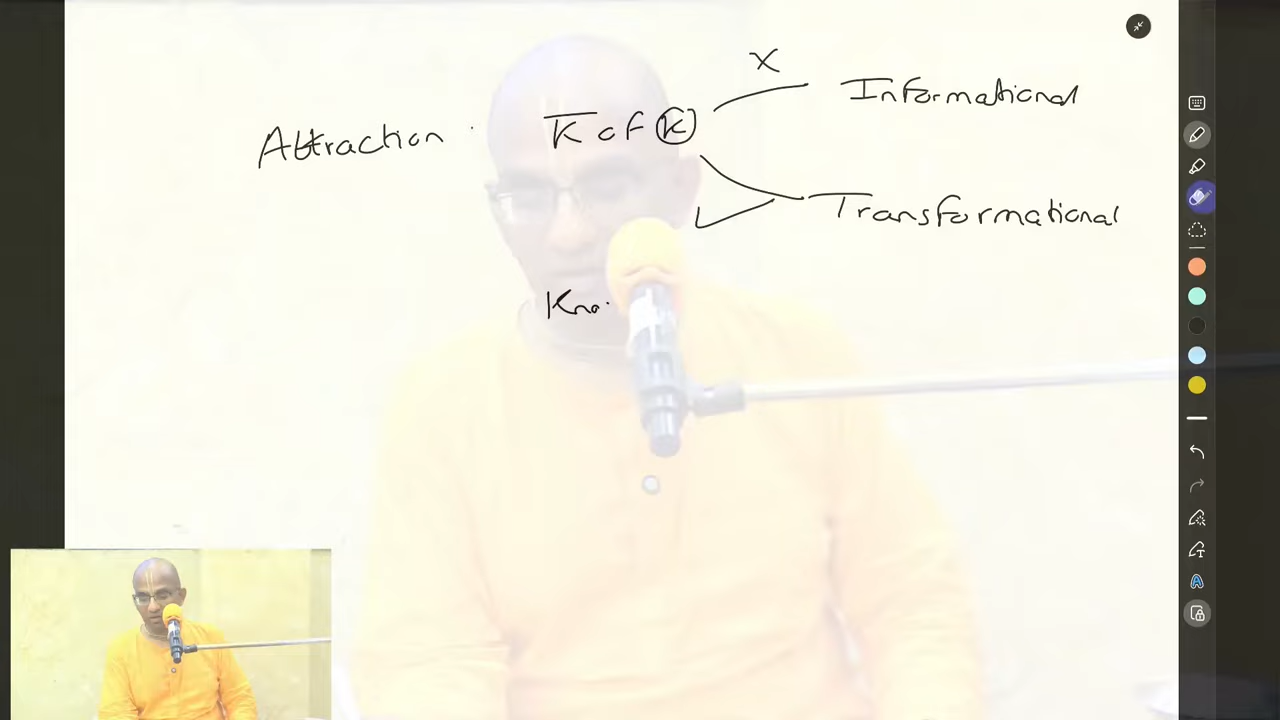 x Informational
Attraction K of K
Transformational
Kno